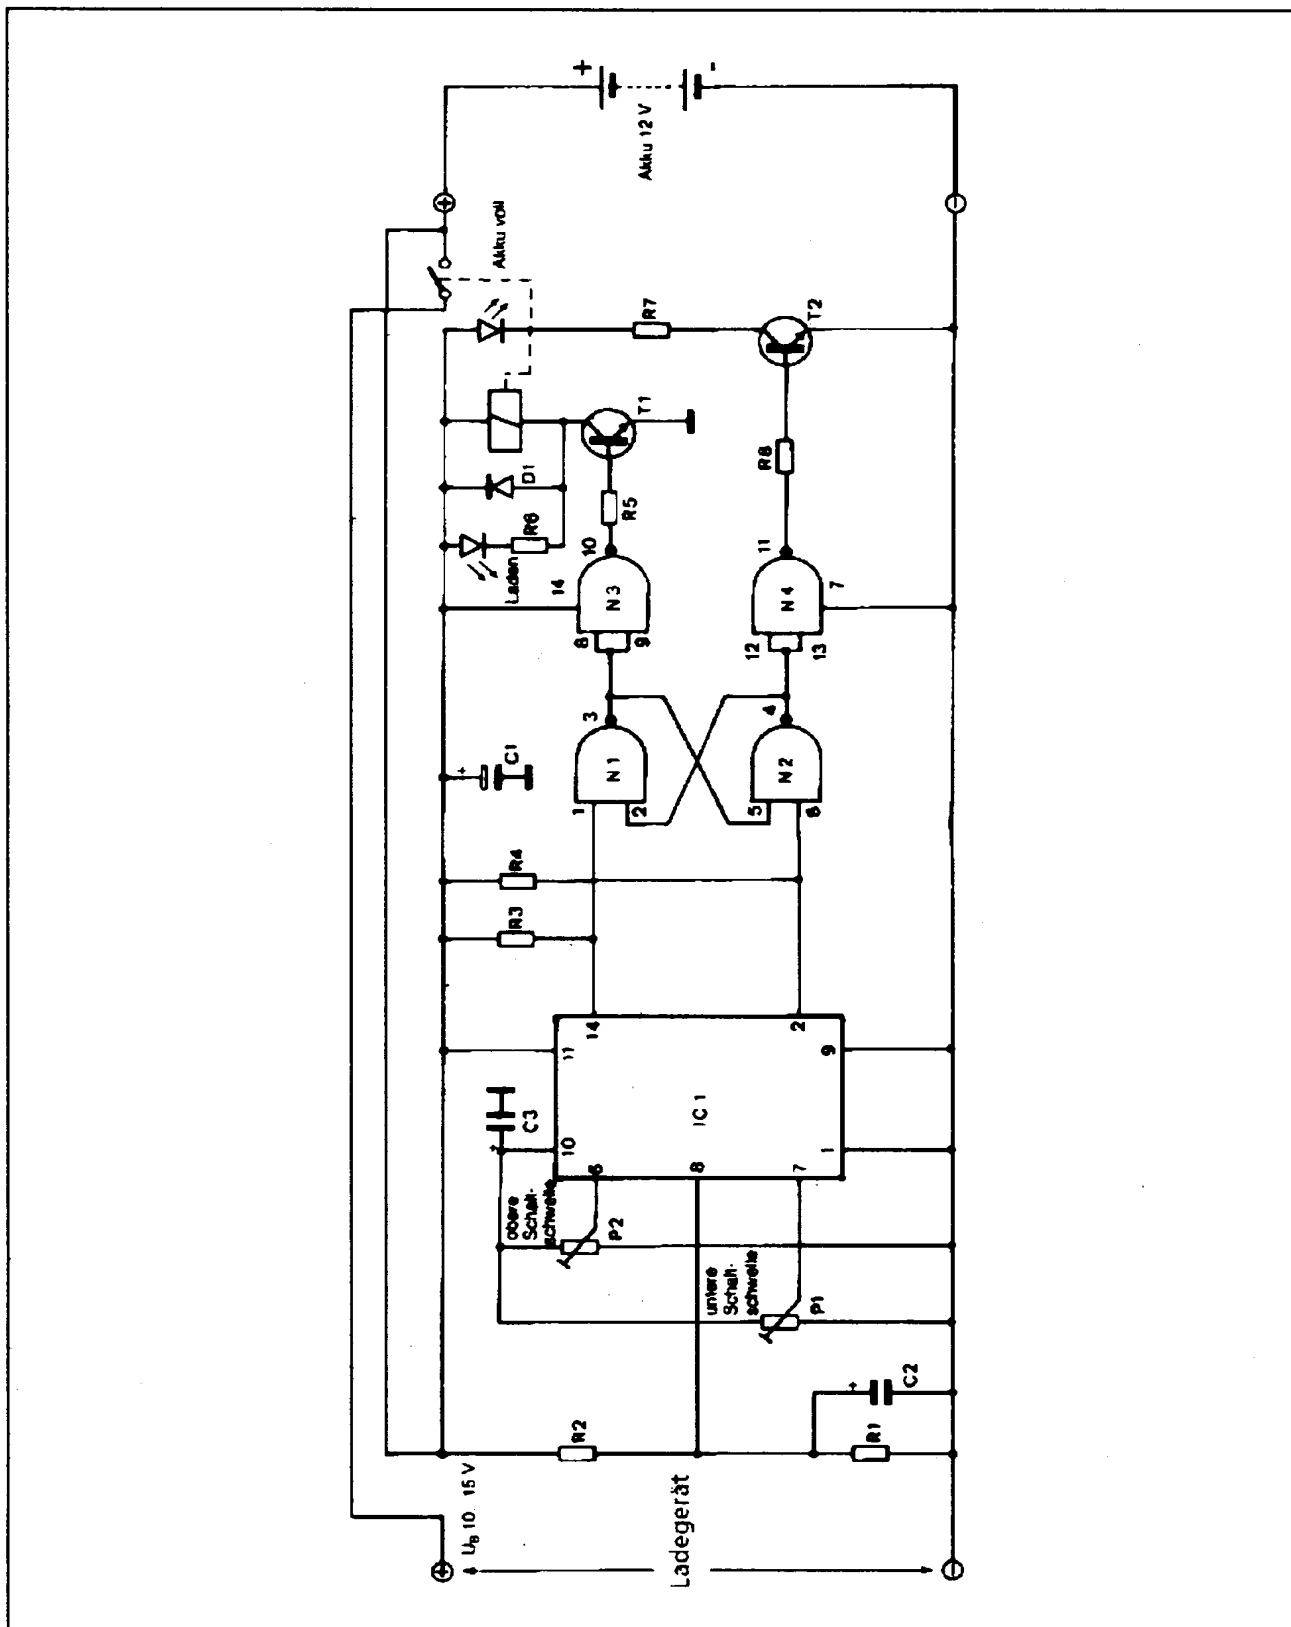 Ladegerät
U_B 10. 15 V
R2
R1
C2
+
untere
Schalt-
schwelle
P1
obere
Schalt-
schwelle
P2
C3
+
10
11
6
8
7
IC 1
14
2
1
9
R3
R4
C1
+
1
2
3
N 1
5
6
4
N 2
8
9
10
14
N 3
12
13
11
7
N 4
Laden
R6
D1
R5
T1
R8
T2
R7
Akku voll
+
-
Akku 12 V